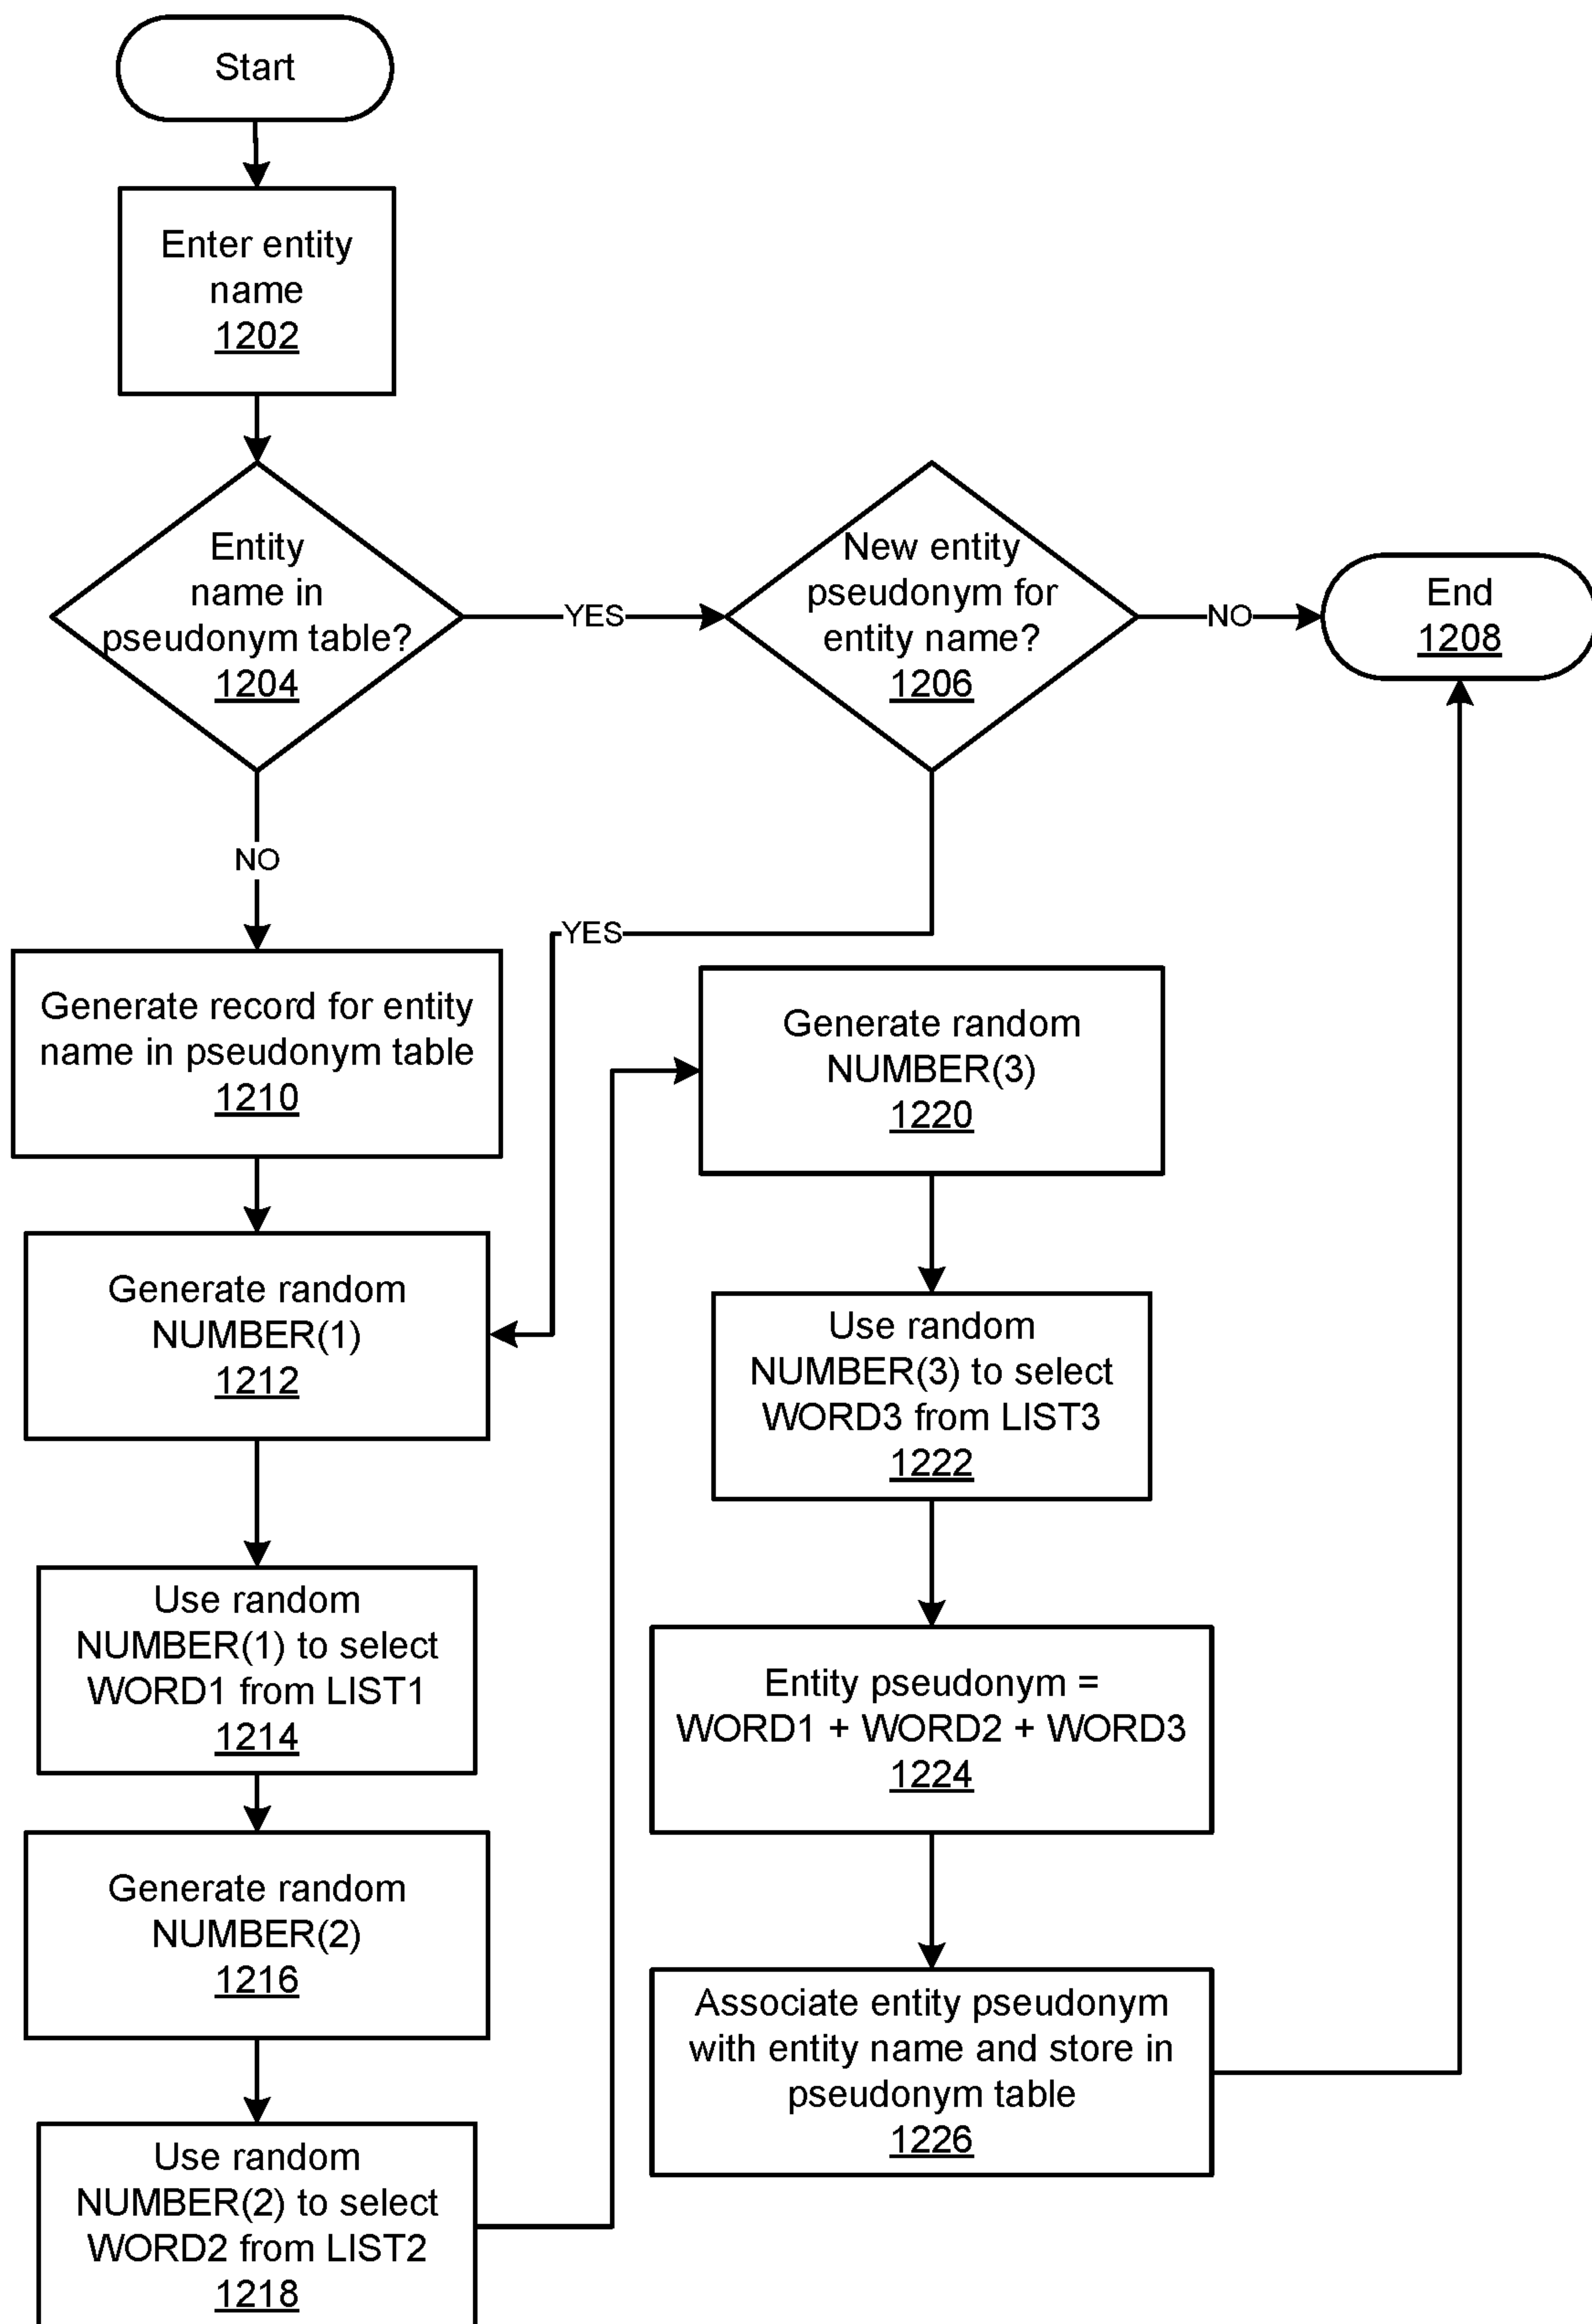 Start
Enter entity
name
1202
Entity
name in
pseudonym table?
1204
YES
New entity
pseudonym for
entity name?
1206
NO
End
1208
NO
YES
Generate record for entity
name in pseudonym table
1210
Generate random
NUMBER(1)
1212
Use random
NUMBER(1) to select
WORD1 from LIST1
1214
Generate random
NUMBER(2)
1216
Use random
NUMBER(2) to select
WORD2 from LIST2
1218
Generate random
NUMBER(3)
1220
Use random
NUMBER(3) to select
WORD3 from LIST3
1222
Entity pseudonym =
WORD1 + WORD2 + WORD3
1224
Associate entity pseudonym
with entity name and store in
pseudonym table
1226